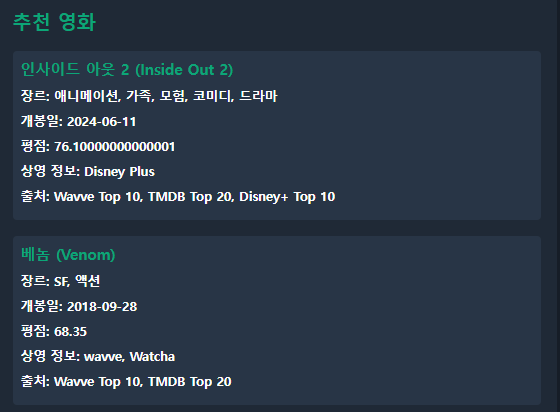 추천 영화
인사이드 아웃 2 (Inside Out 2)
장르: 애니메이션, 가족, 모험, 코미디, 드라마
개봉일: 2024-06-11
평점: 76.10000000000001
상영 정보: Disney Plus
출처: Wavve Top 10, TMDB Top 20, Disney+ Top 10
베놈 (Venom)
장르: SF, 액션
개봉일: 2018-09-28
평점: 68.35
상영 정보: wavve, Watcha
출처: Wavve Top 10, TMDB Top 20